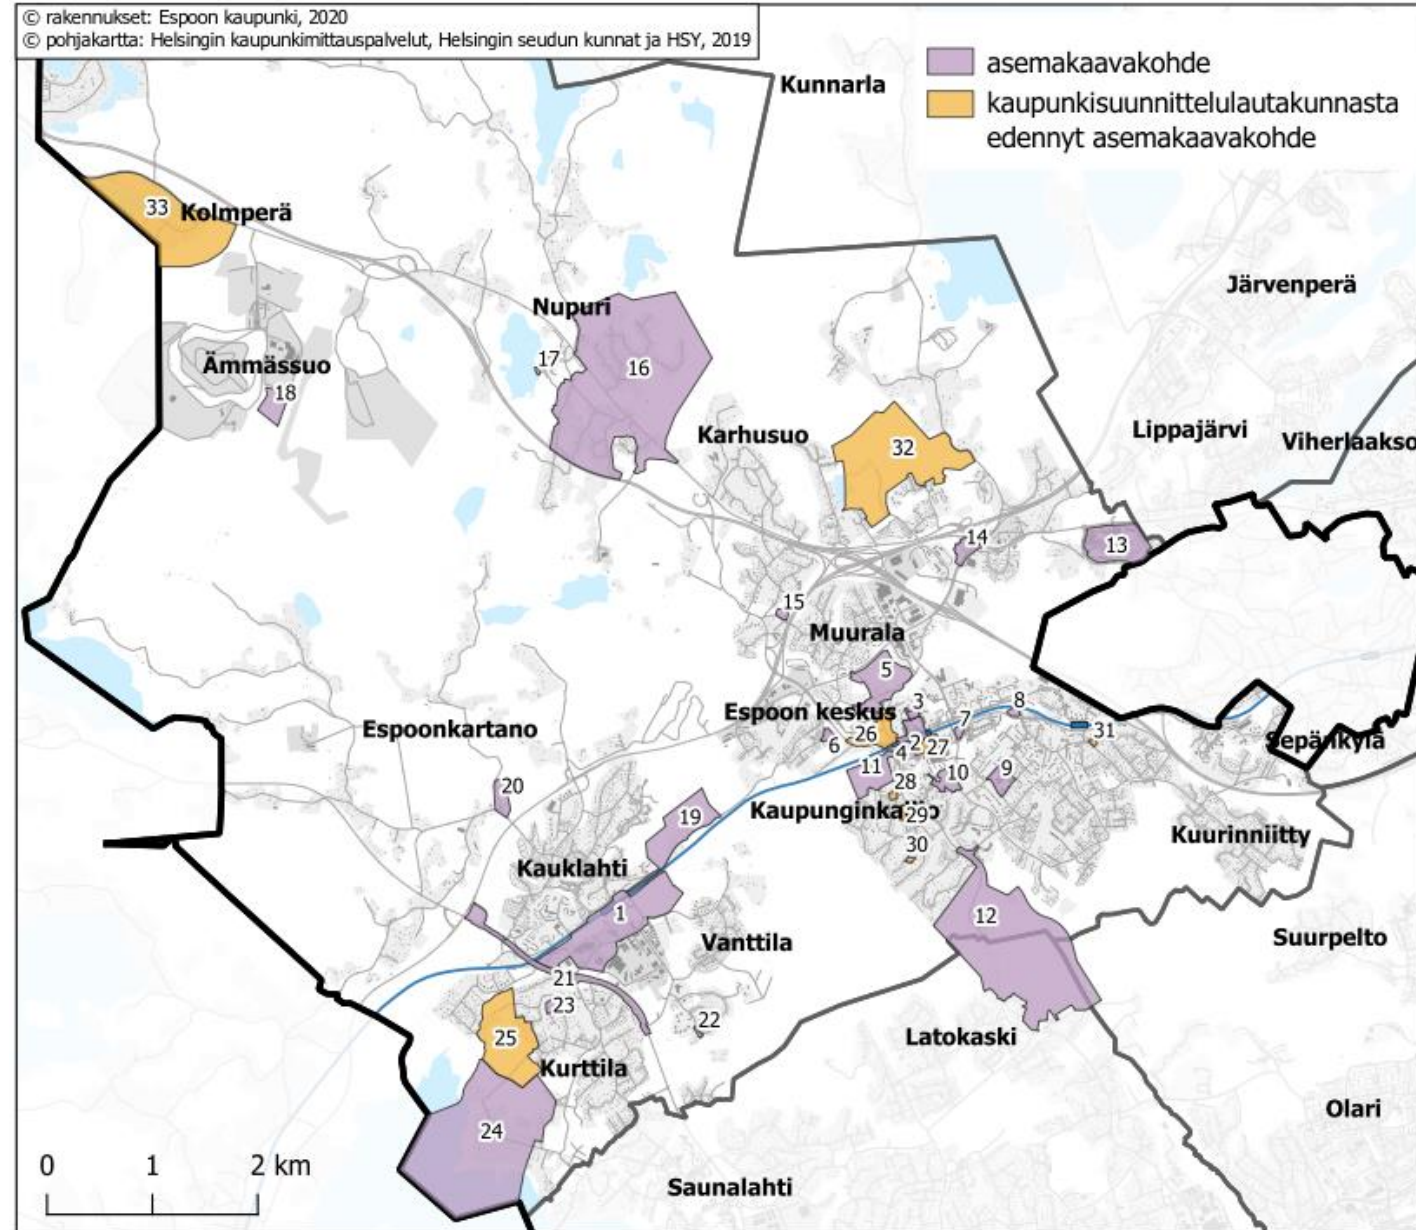 © rakennukset: Espoon kaupunki, 2020
© pohjakartta: Helsingin kaupunkimittauspalvelut, Helsingin seudun kunnat ja HSY, 2019
asemakaavakohde
kaupunkisuunnittelulautakunnasta
edennyt asemakaavakohde
Kunnarla
33
Kolmperä
Järvenperä
Nupuri
17
16
Ämmässuo
18
Karhusuo
32
Lippajärvi
Viherlaakso
14
13
15
Muurala
5
Espoon keskus
3
7
8
26
6
2
27
4
31
Sepänkylä
Espoonkartano
11
28
10
9
20
19
29
30
Kuurinniitty
Kauklahti
1
12
Vanttila
Suurpelto
21
23
22
25
Latokaski
Kurttila
24
Olari
Saunalahti
0 1 2 km